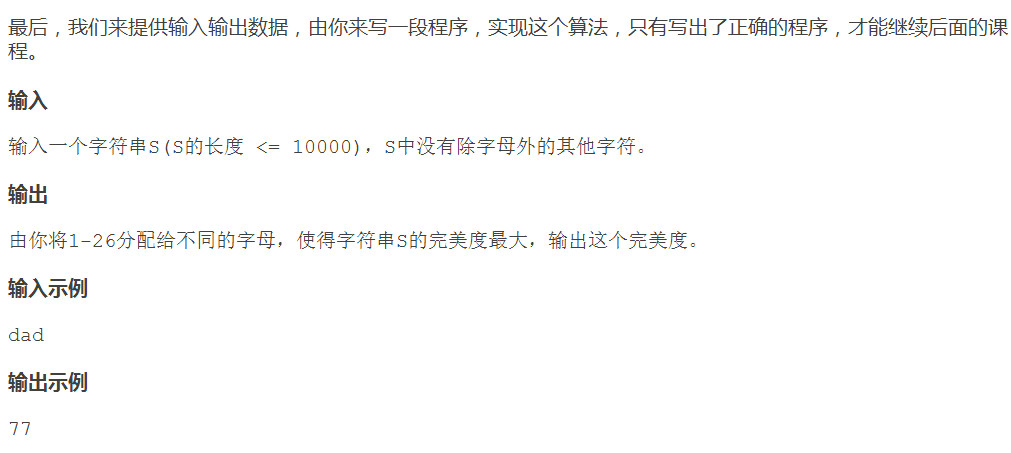 最后，我们来提供输入输出数据，由你来写一段程序，实现这个算法，只有写出了正确的程序，才能继续后面的课
程。
输入
输入一个字符串S(S的长度 <= 10000)，S中没有除字母外的其他字符。
输出
由你将1-26分配给不同的字母，使得字符串S的完美度最大，输出这个完美度。
输入示例
dad
输出示例
77